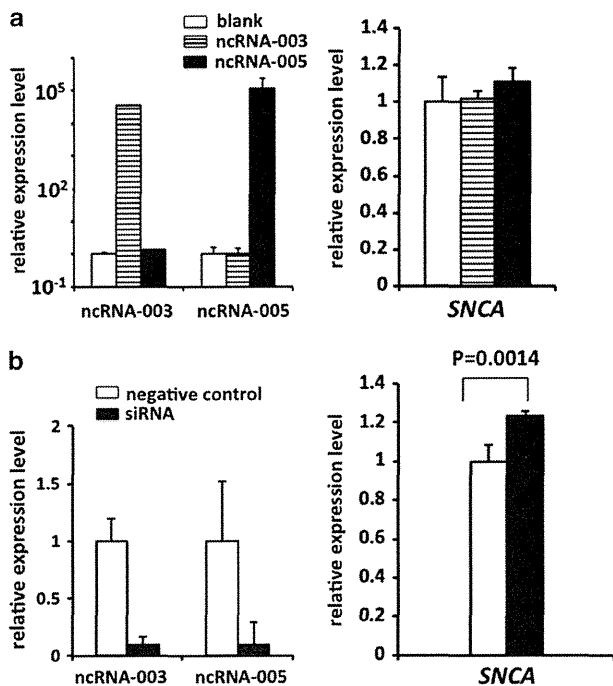 a
blank
ncRNA-003
ncRNA-005
relative expression level
10^5
10^2
10^-1
ncRNA-003 ncRNA-005
relative expression level
1.4
1.2
1
0.8
0.6
0.4
0.2
0
SNCA
b
negative control
siRNA
relative expression level
2
1.5
1
0.5
0
ncRNA-003 ncRNA-005
P=0.0014
relative expression level
1.4
1.2
1
0.8
0.6
0.4
0.2
0
SNCA